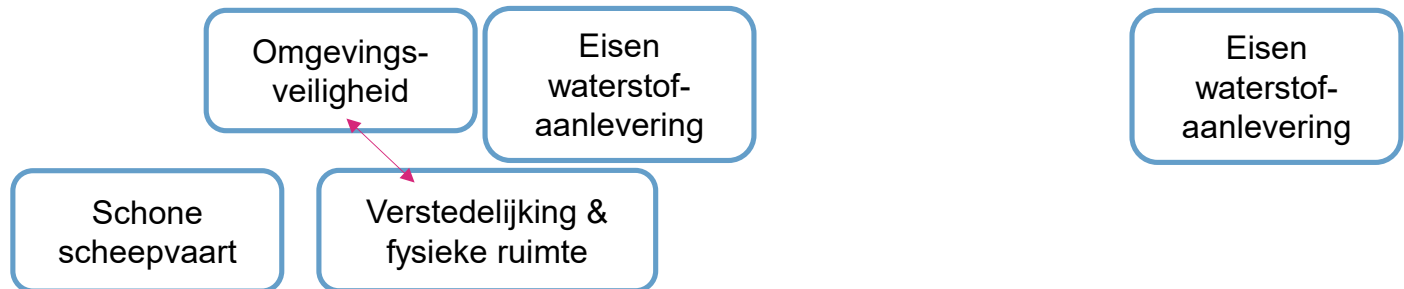 Omgevings-
veiligheid
Eisen
waterstof-
aanlevering
Eisen
waterstof-
aanlevering
Schone
scheepvaart
Verstedelijking &
fysieke ruimte